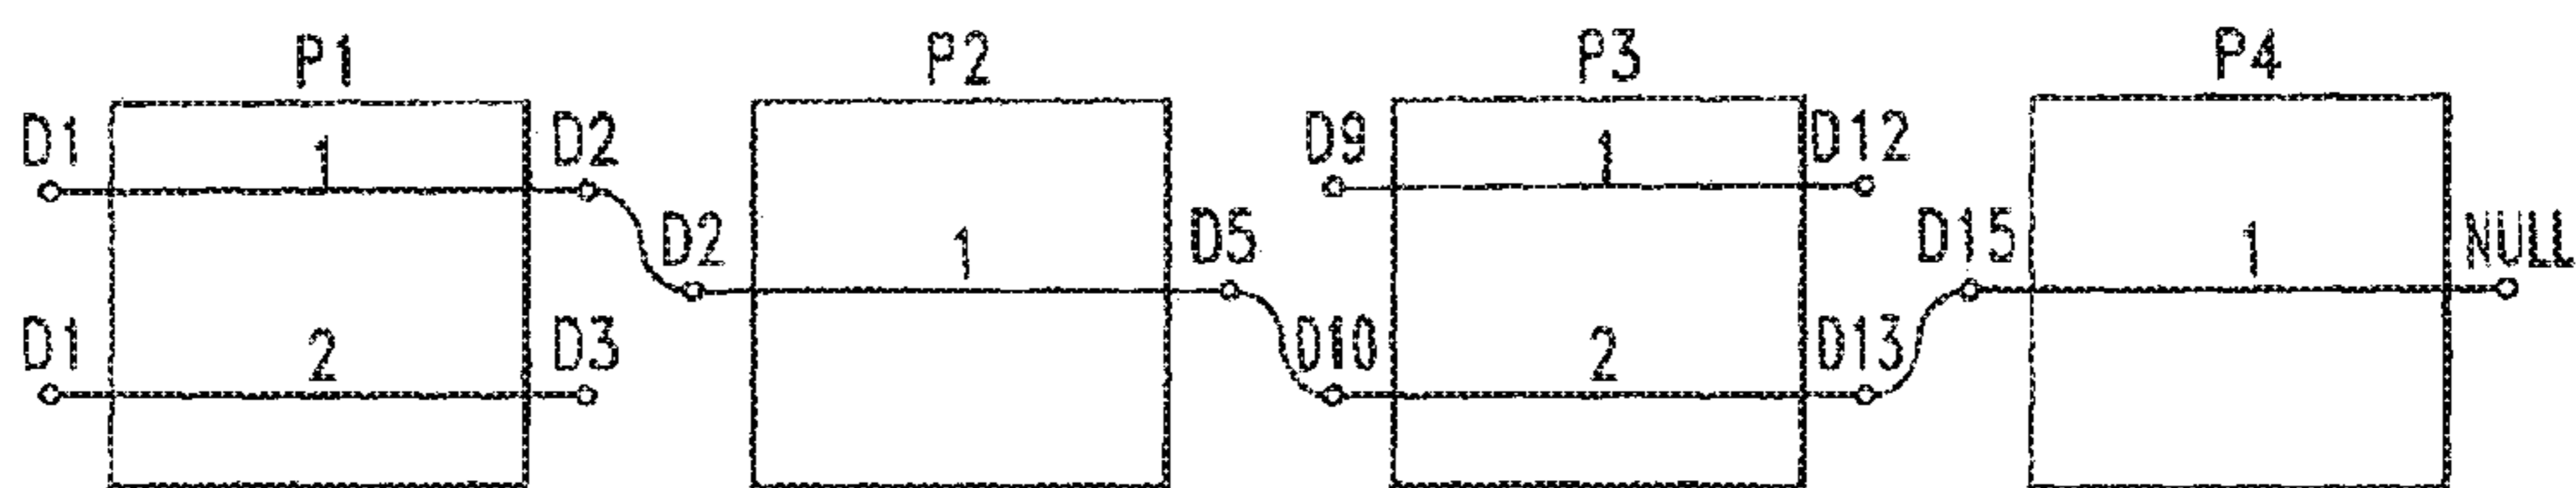 P1 P2 P3 P4
D1 1 D2 D9 1 D12
D2 1 D5 D15 1 NULL
D1 2 D3 D10 2 D13